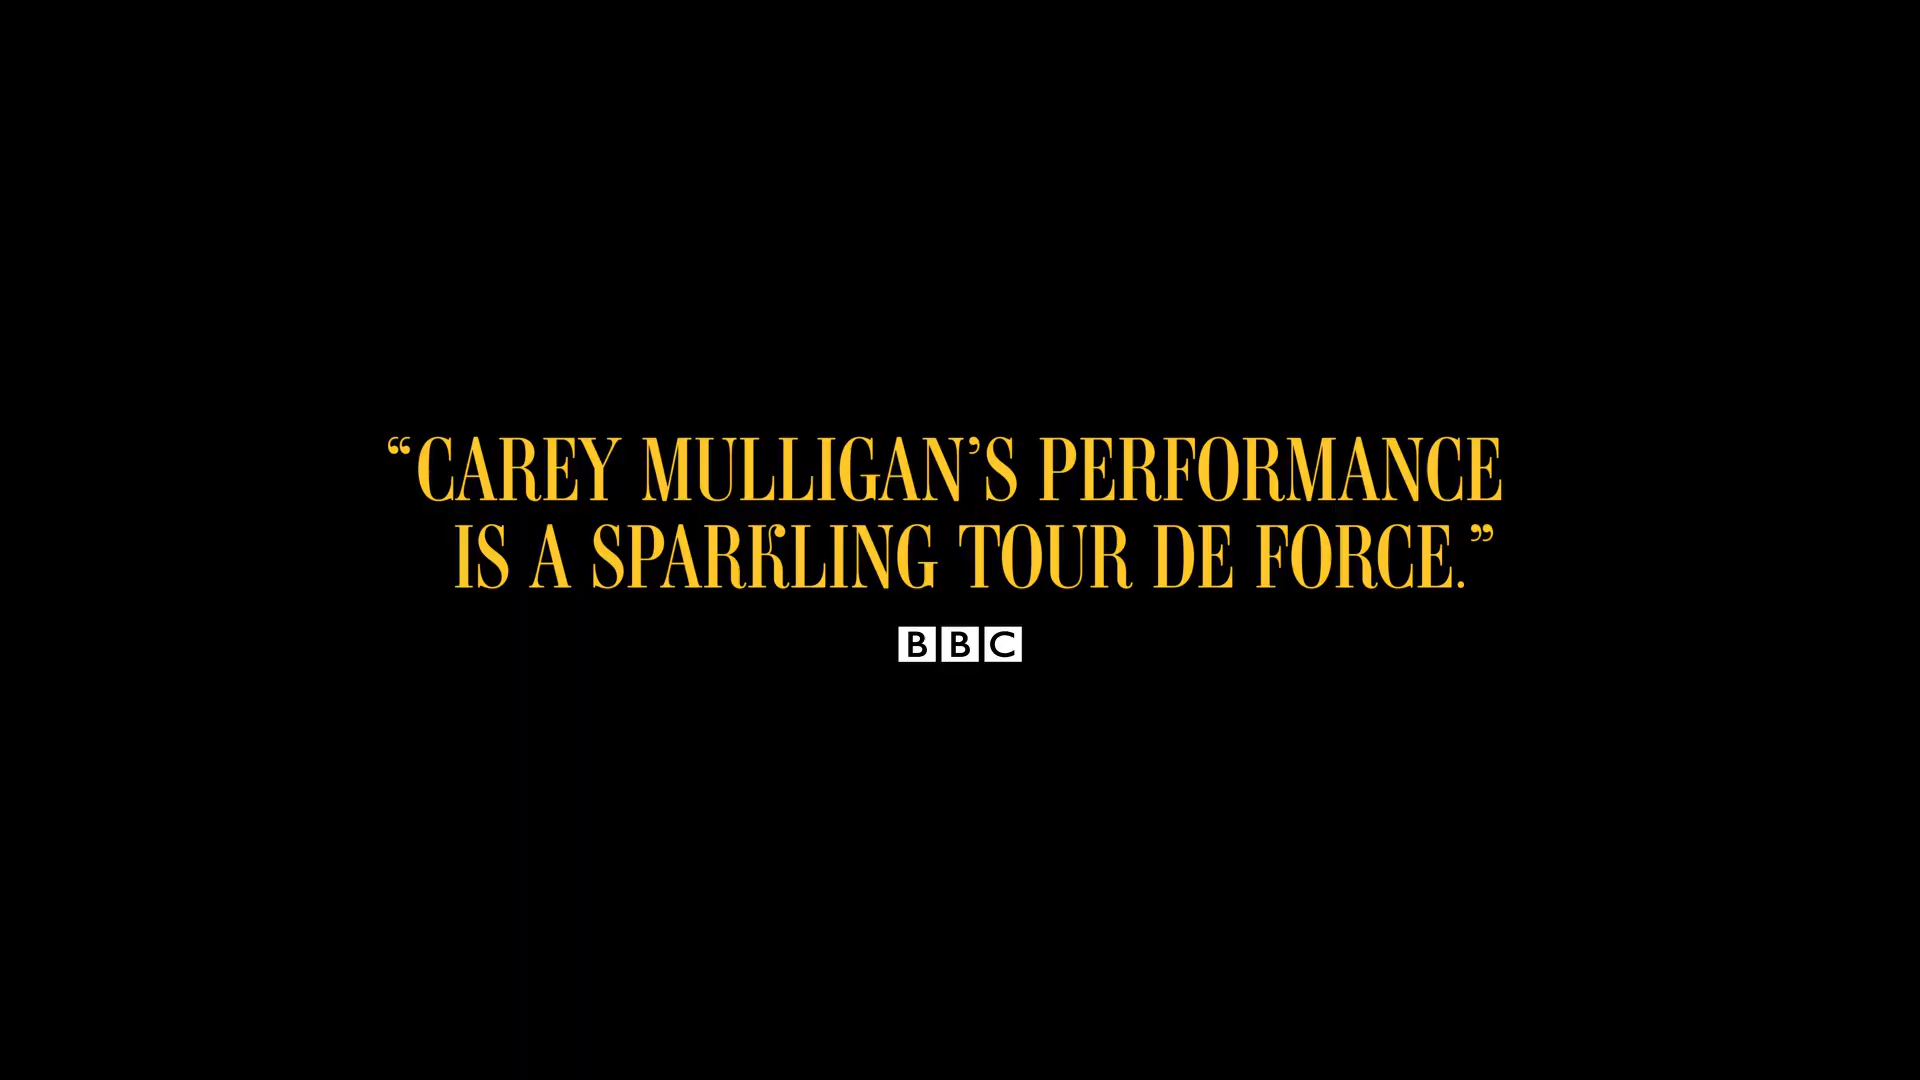 “CAREY MULLIGAN’S PERFORMANCE
IS A SPARKLING TOUR DE FORCE.”
BBC